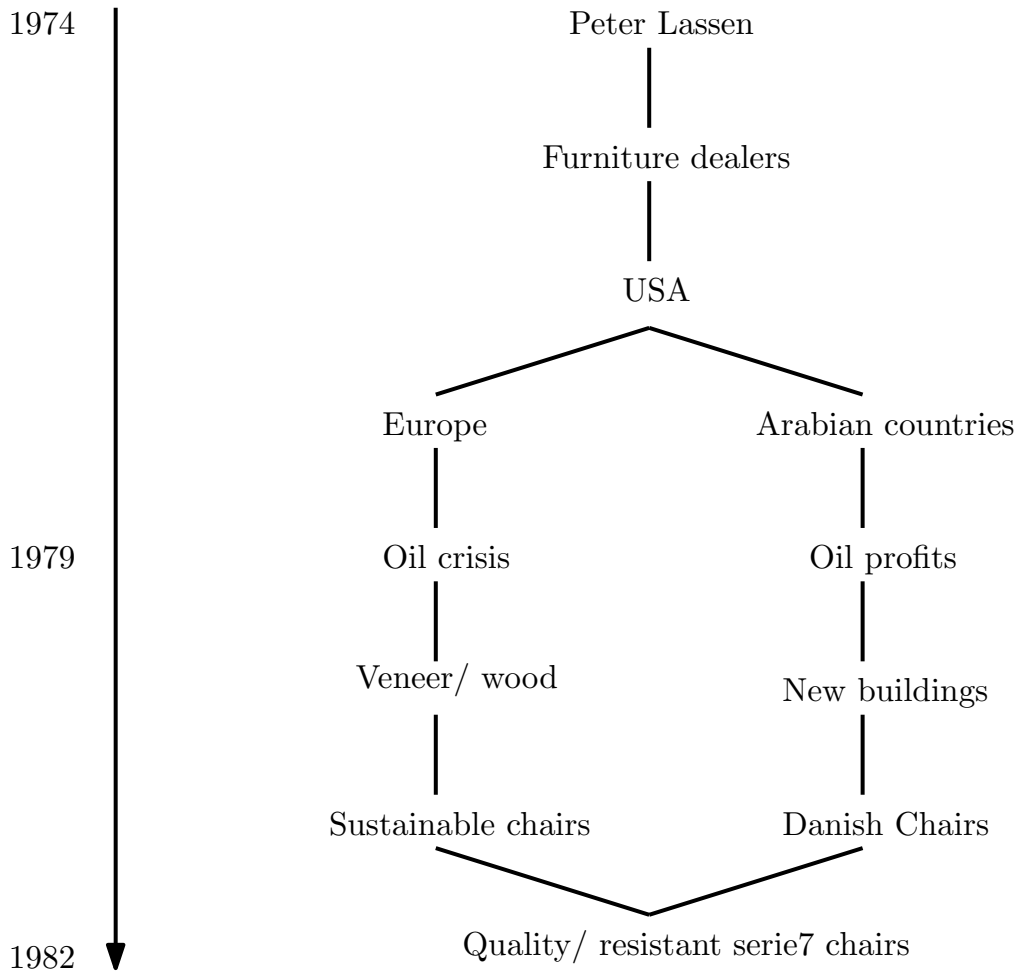 1974 Peter Lassen
Furniture dealers
USA
Europe Arabian countries
1979 Oil crisis Oil profits
Veneer/ wood New buildings
Sustainable chairs Danish Chairs
1982 Quality/ resistant serie7 chairs